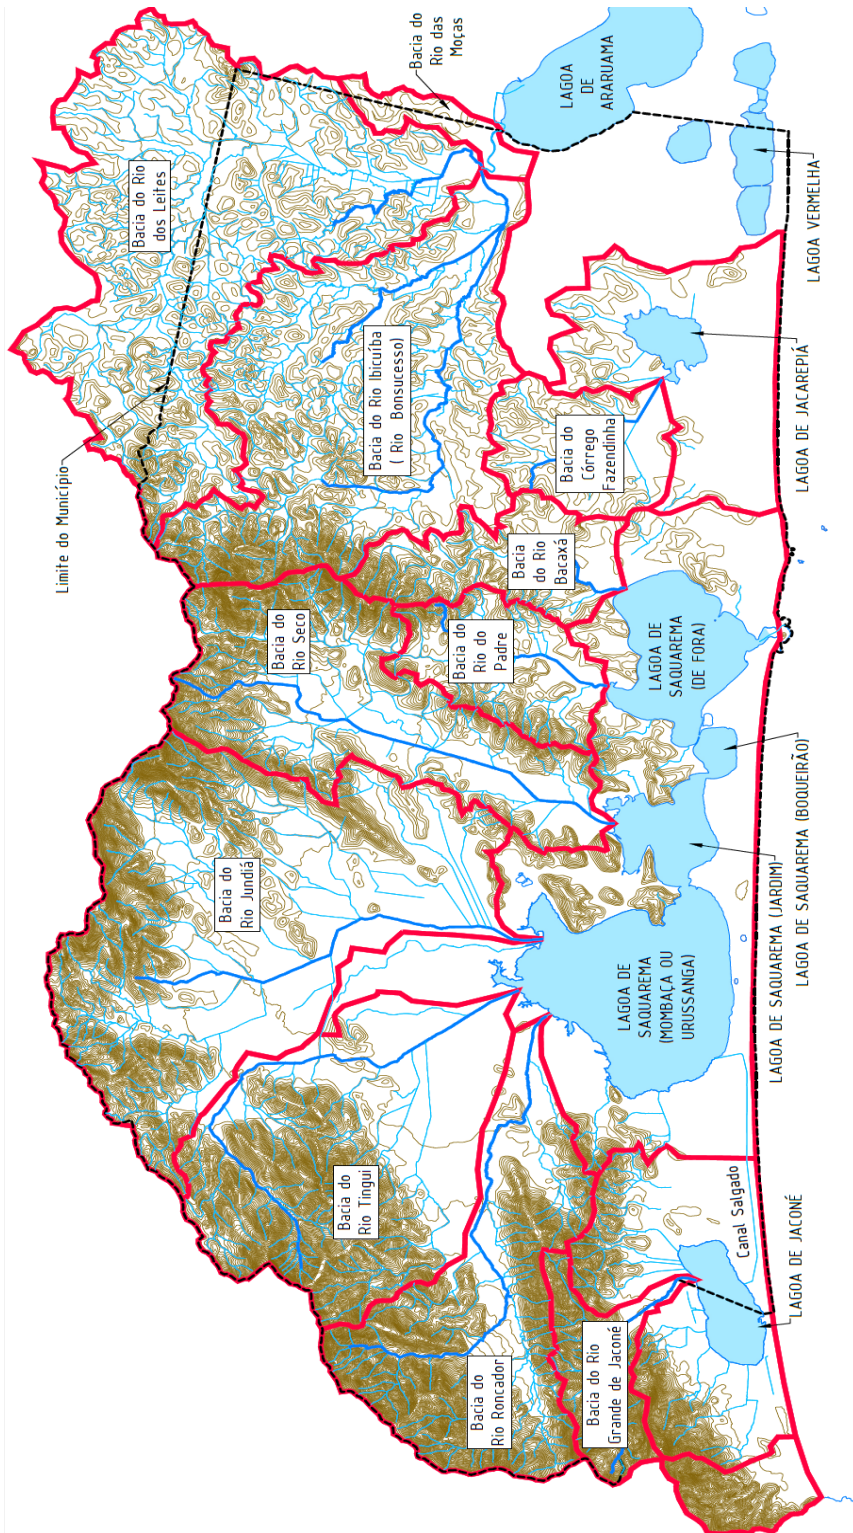 Bacia do
Rio das
Moças
LAGOA
DE
ARARUAMA
Bacia do Rio
dos Leites
LAGOA VERMELHA
Bacia do Rio Ibicuiba
( Rio Bonsucesso)
LAGOA DE JACAREPIÁ
Bacia do
Córrego
Fazendinha
Limite do Município
Bacia
do Rio
Bacaxá
Bacia do
Rio Seco
Bacia do
Rio do
Padre
LAGOA DE
SAQUAREMA
(DE FORA)
LAGOA DE SAQUAREMA (BOQUEIRÃO)
LAGOA DE SAQUAREMA (JARDIM)
Bacia do
Rio Jundiá
LAGOA DE
SAQUAREMA
(MOMBAÇA OU
URUSSANGA)
Bacia do
Rio Tingui
Canal Salgado
LAGOA DE JACONÉ
Bacia do
Rio Roncador
Bacia do Rio
Grande de Jaconé